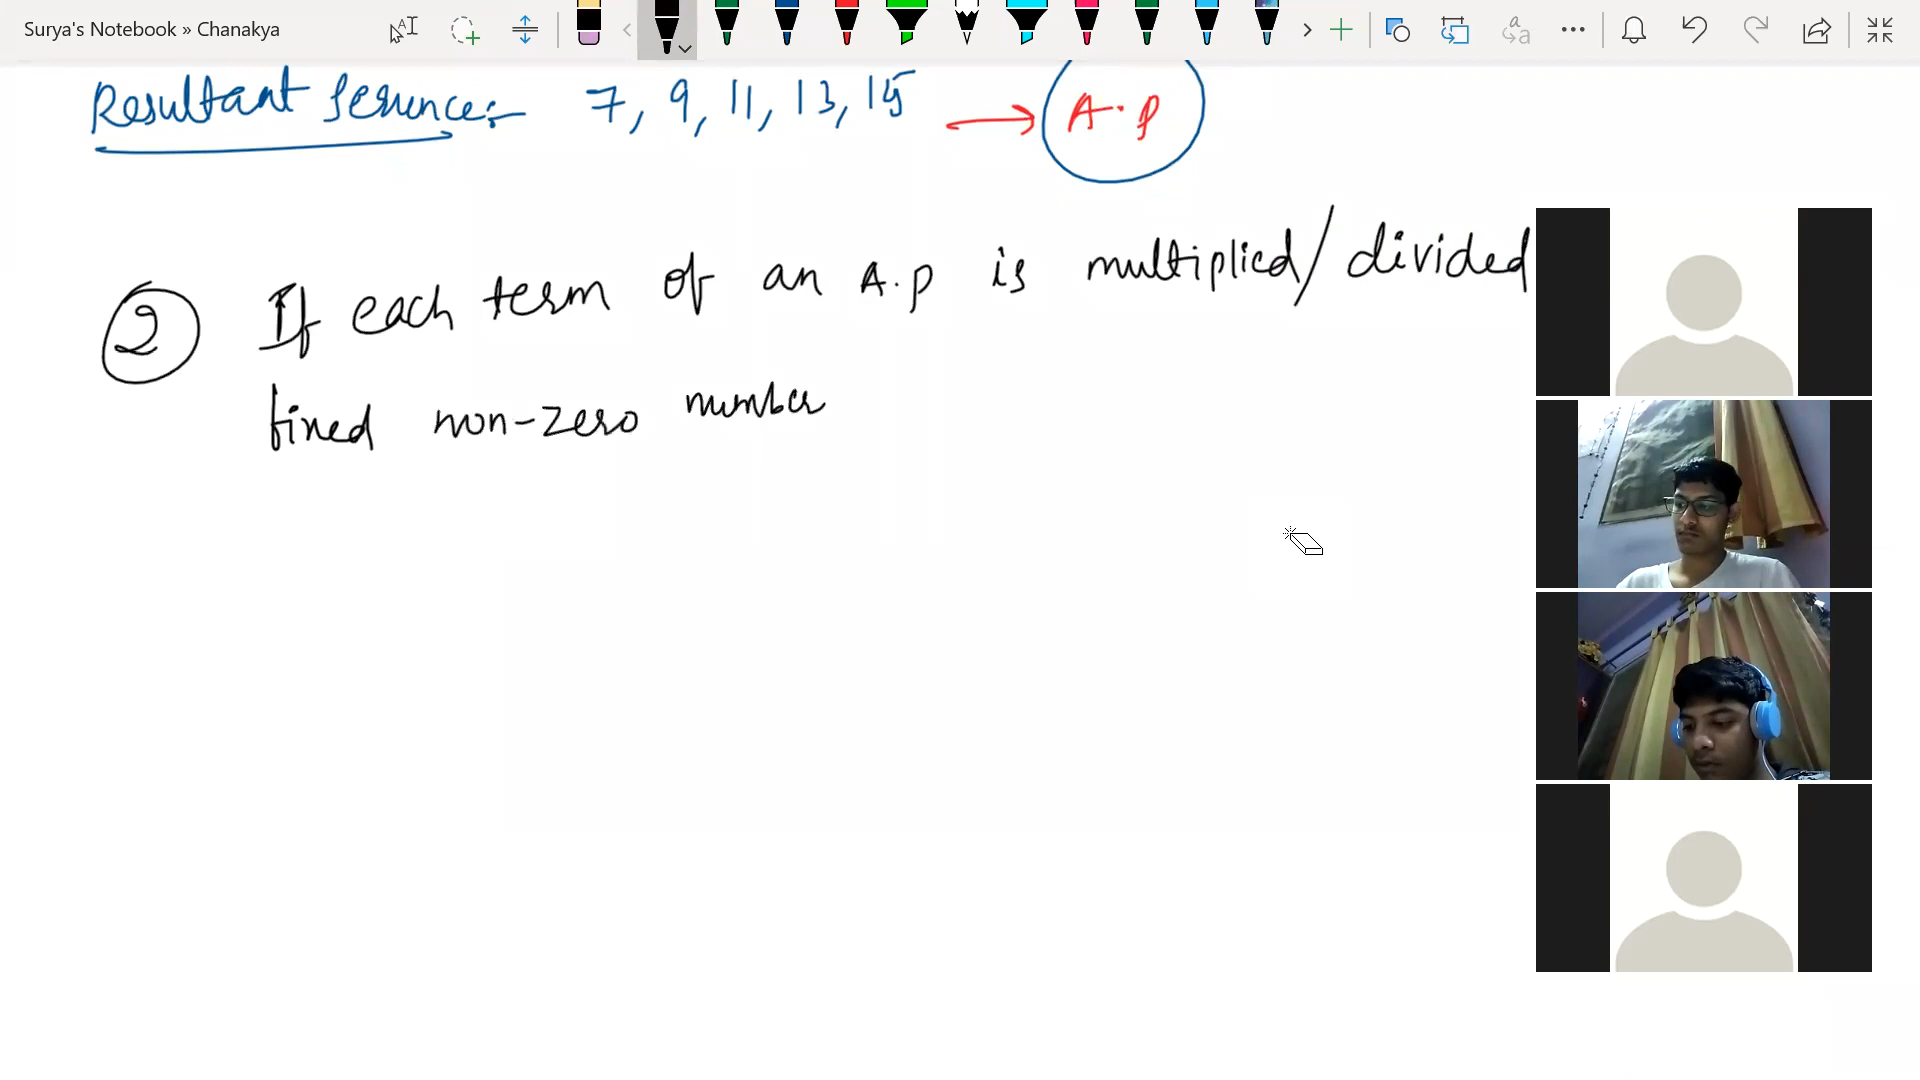 Surya's Notebook » Chanakya
Resultant Serunce:- 7, 9, 11, 13, 15 → A.P
② If each term of an A.P is multiplied/divided
fixed non-zero number